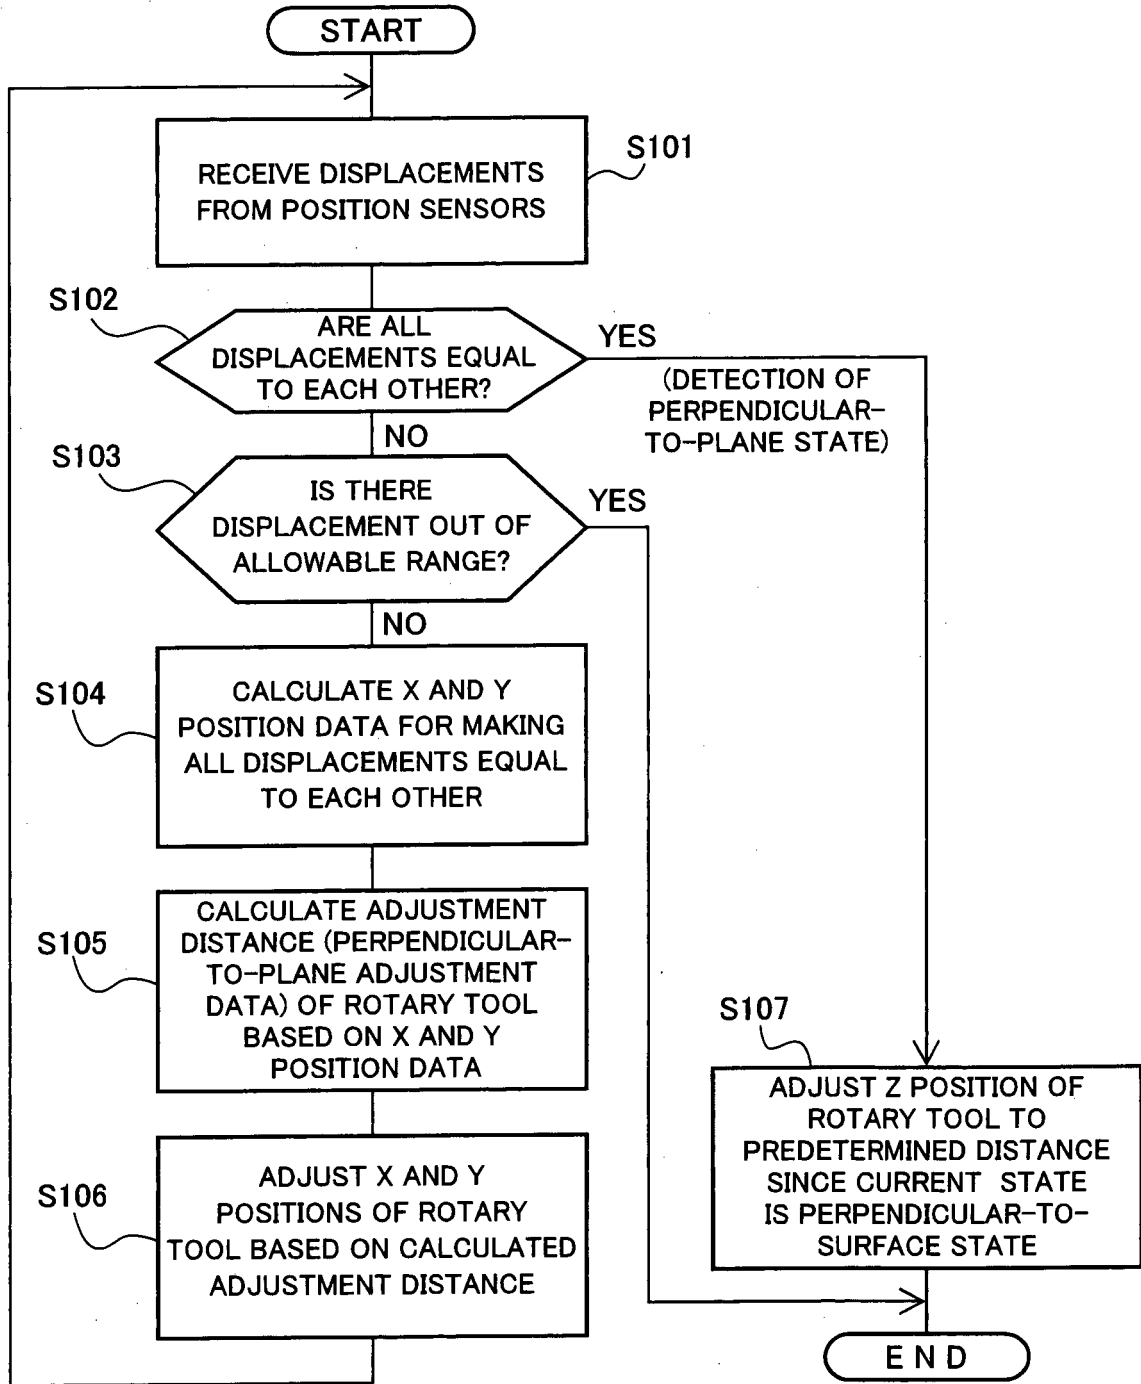 START
RECEIVE DISPLACEMENTS
FROM POSITION SENSORS
S101
S102
ARE ALL
DISPLACEMENTS EQUAL
TO EACH OTHER?
YES
(DETECTION OF
PERPENDICULAR-
TO-PLANE STATE)
NO
S103
IS THERE
DISPLACEMENT OUT OF
ALLOWABLE RANGE?
YES
NO
S104
CALCULATE X AND Y
POSITION DATA FOR MAKING
ALL DISPLACEMENTS EQUAL
TO EACH OTHER
S105
CALCULATE ADJUSTMENT
DISTANCE (PERPENDICULAR-
TO-PLANE ADJUSTMENT
DATA) OF ROTARY TOOL
BASED ON X AND Y
POSITION DATA
S106
ADJUST X AND Y
POSITIONS OF ROTARY
TOOL BASED ON CALCULATED
ADJUSTMENT DISTANCE
S107
ADJUST Z POSITION OF
ROTARY TOOL TO
PREDETERMINED DISTANCE
SINCE CURRENT STATE
IS PERPENDICULAR-TO-
SURFACE STATE
END